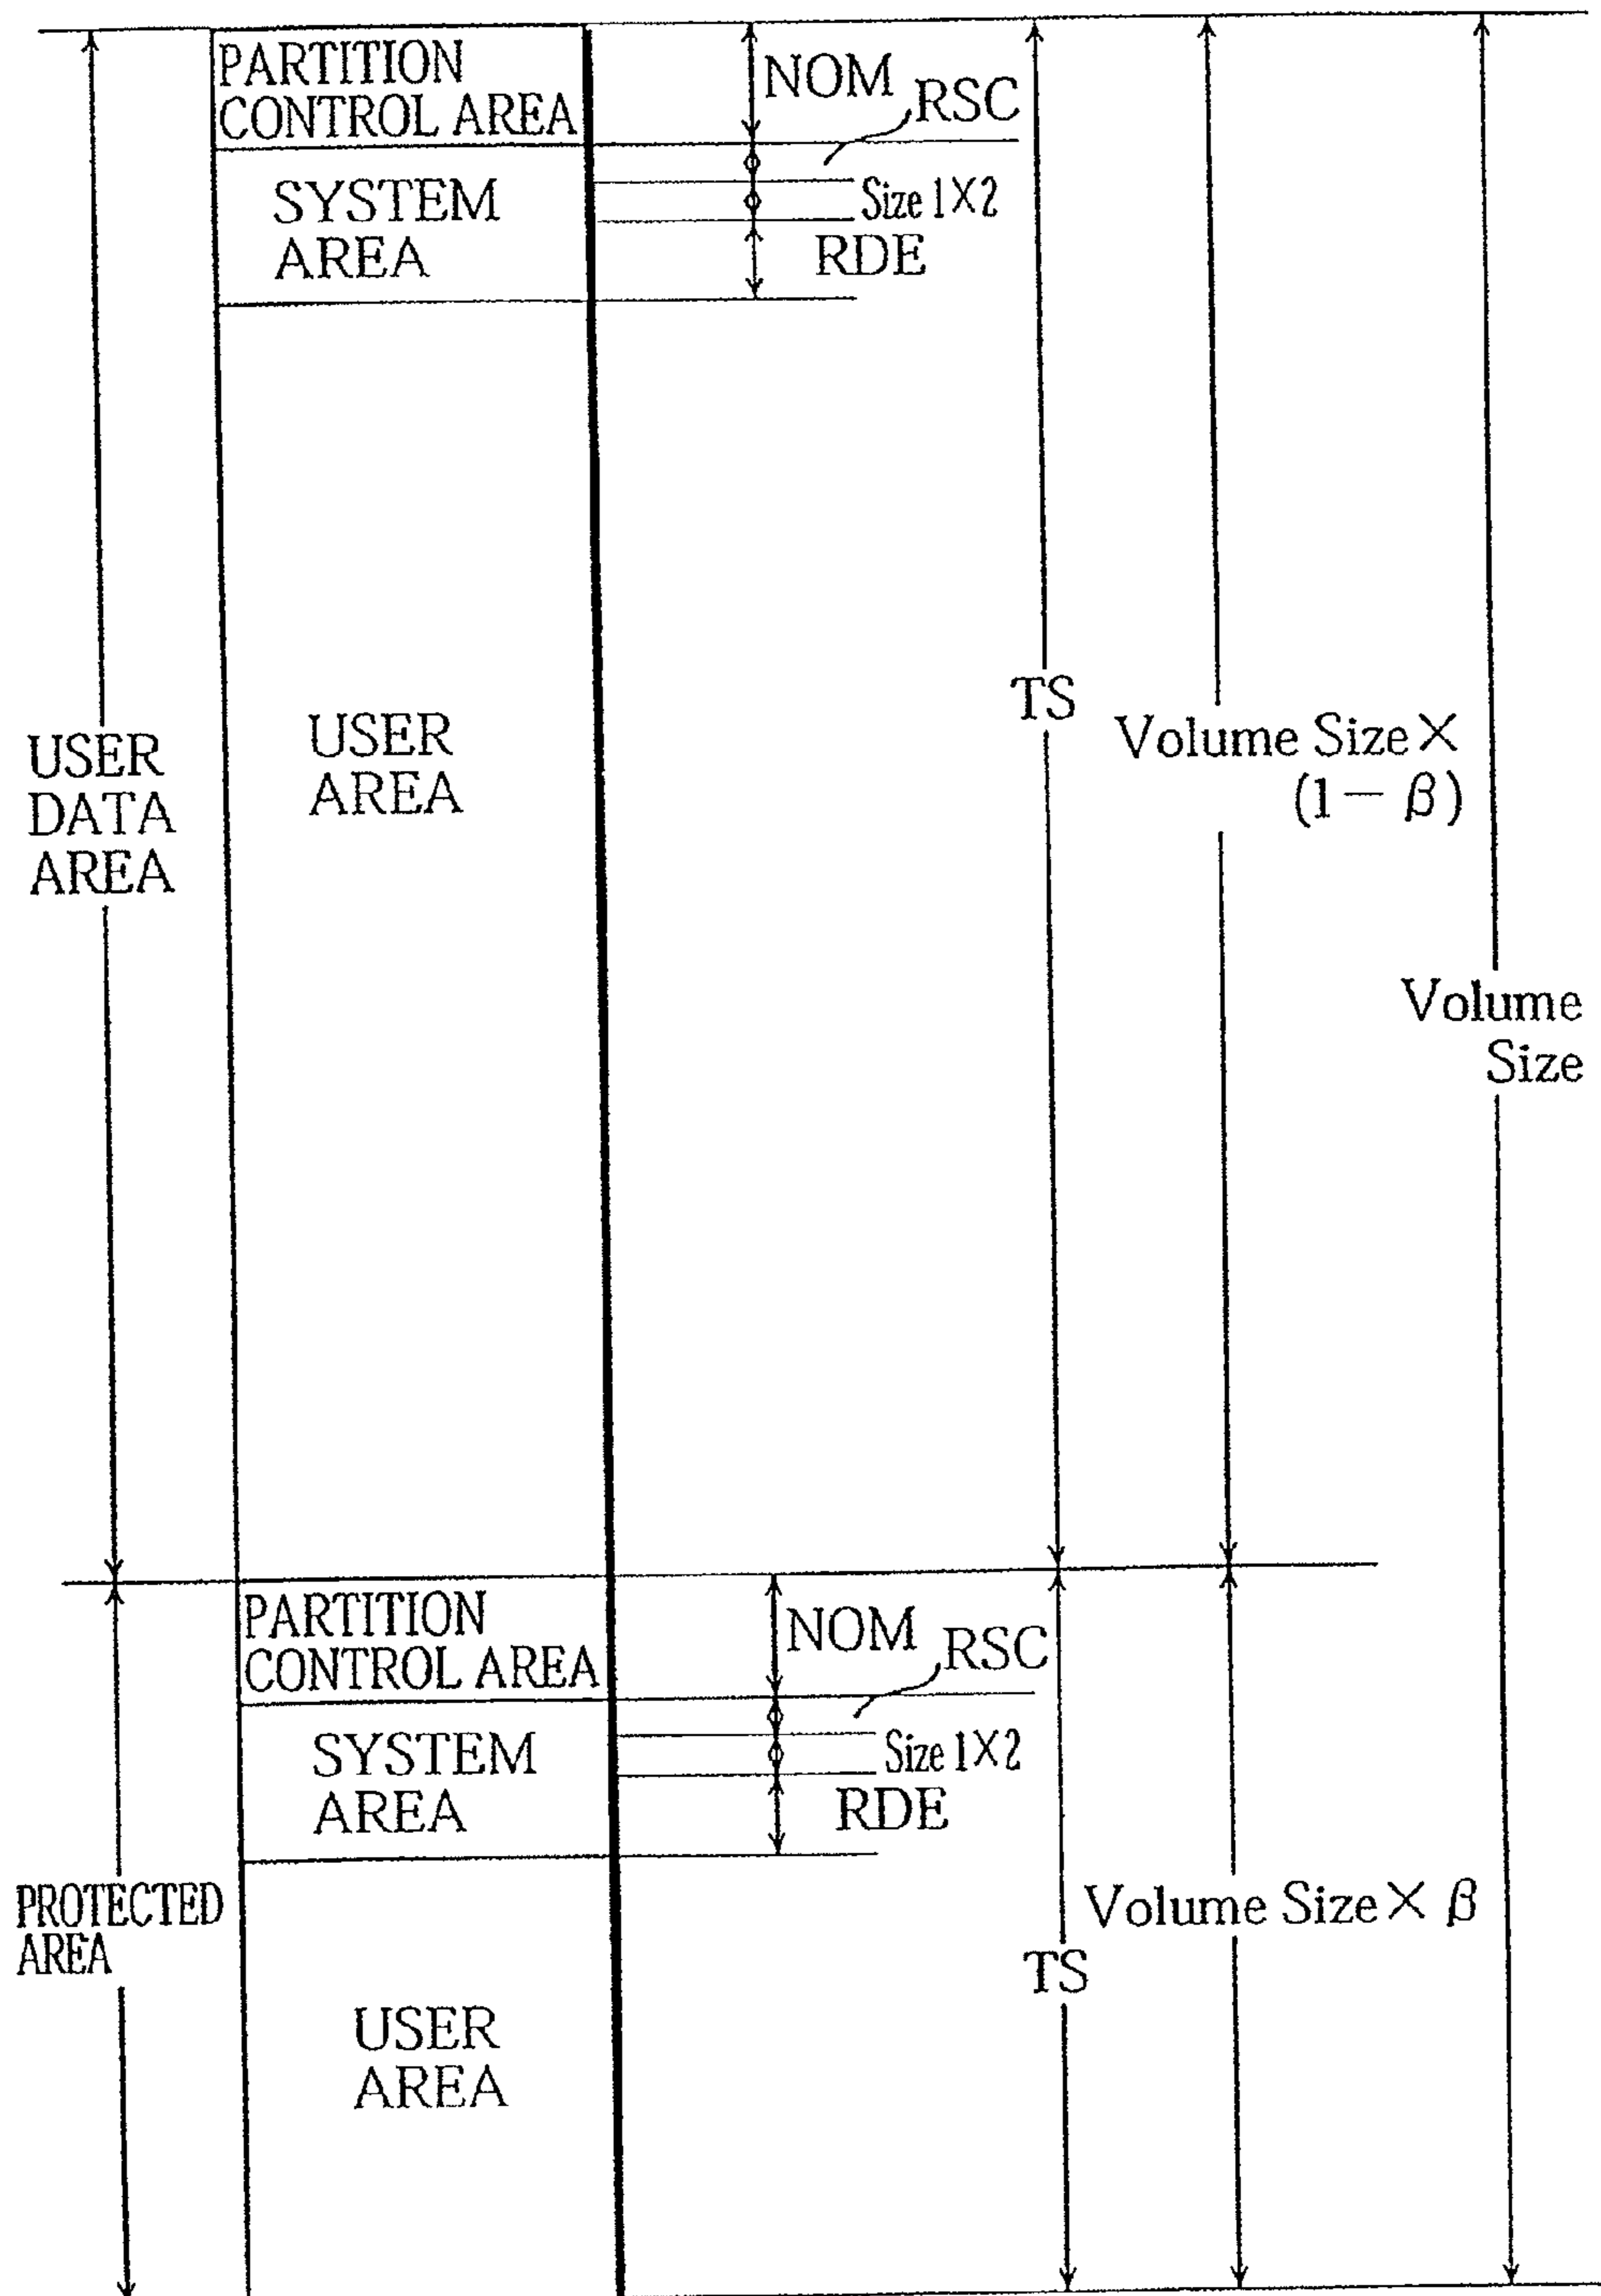 PARTITION
CONTROL AREA
NOM
RSC
SYSTEM
AREA
Size 1×2
RDE
USER
DATA
AREA
USER
AREA
TS
Volume Size×
(1－β)
Volume
Size
PARTITION
CONTROL AREA
NOM
RSC
SYSTEM
AREA
Size 1×2
RDE
PROTECTED
AREA
USER
AREA
TS
Volume Size× β